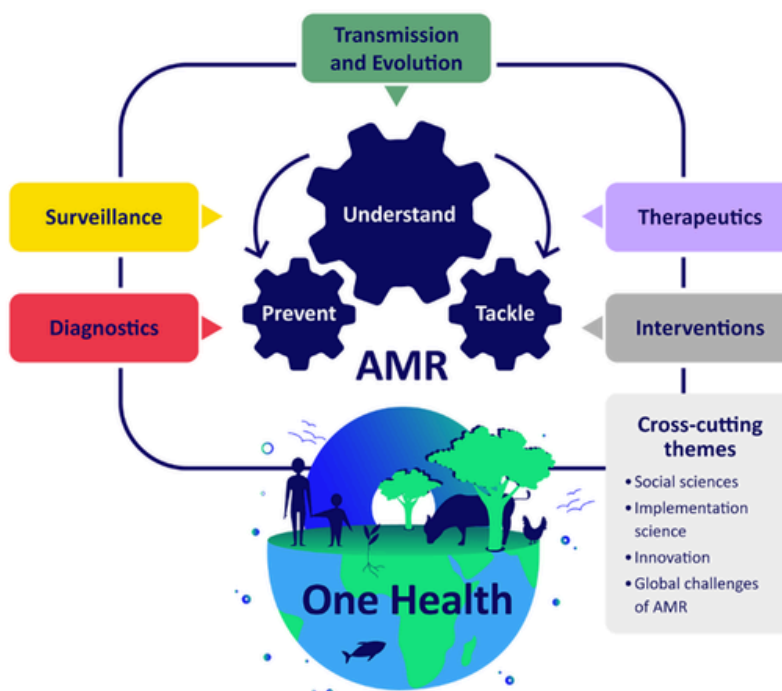 Transmission
and Evolution
Surveillance
Understand
Therapeutics
Diagnostics
Prevent
Tackle
Interventions
AMR
Cross-cutting
themes
•Social sciences
•Implementation
science
•Innovation
•Global challenges
of AMR
One Health